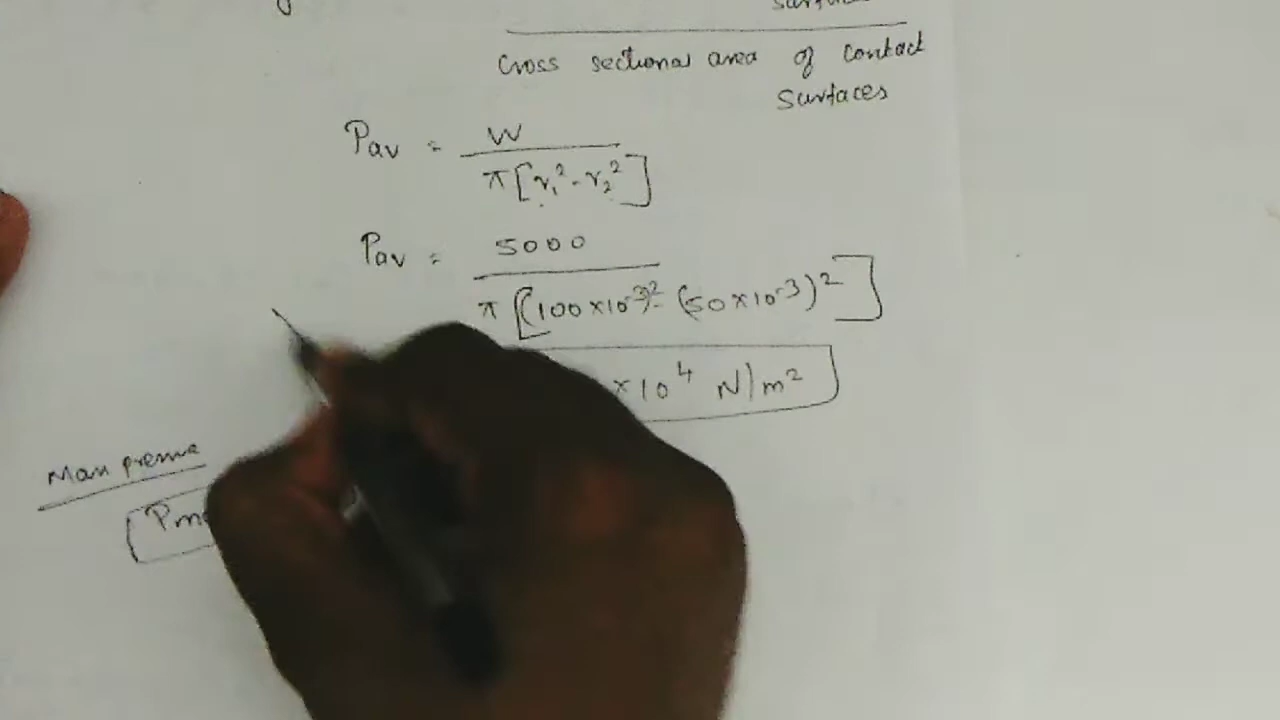 Cross sectional area of contact
Surfaces
Pav = W / π[r₁² - r₂²]
Pav = 5000 / π[(100×10⁻³)² - (50×10⁻³)²]
×10⁴ N/m²
Max pressure